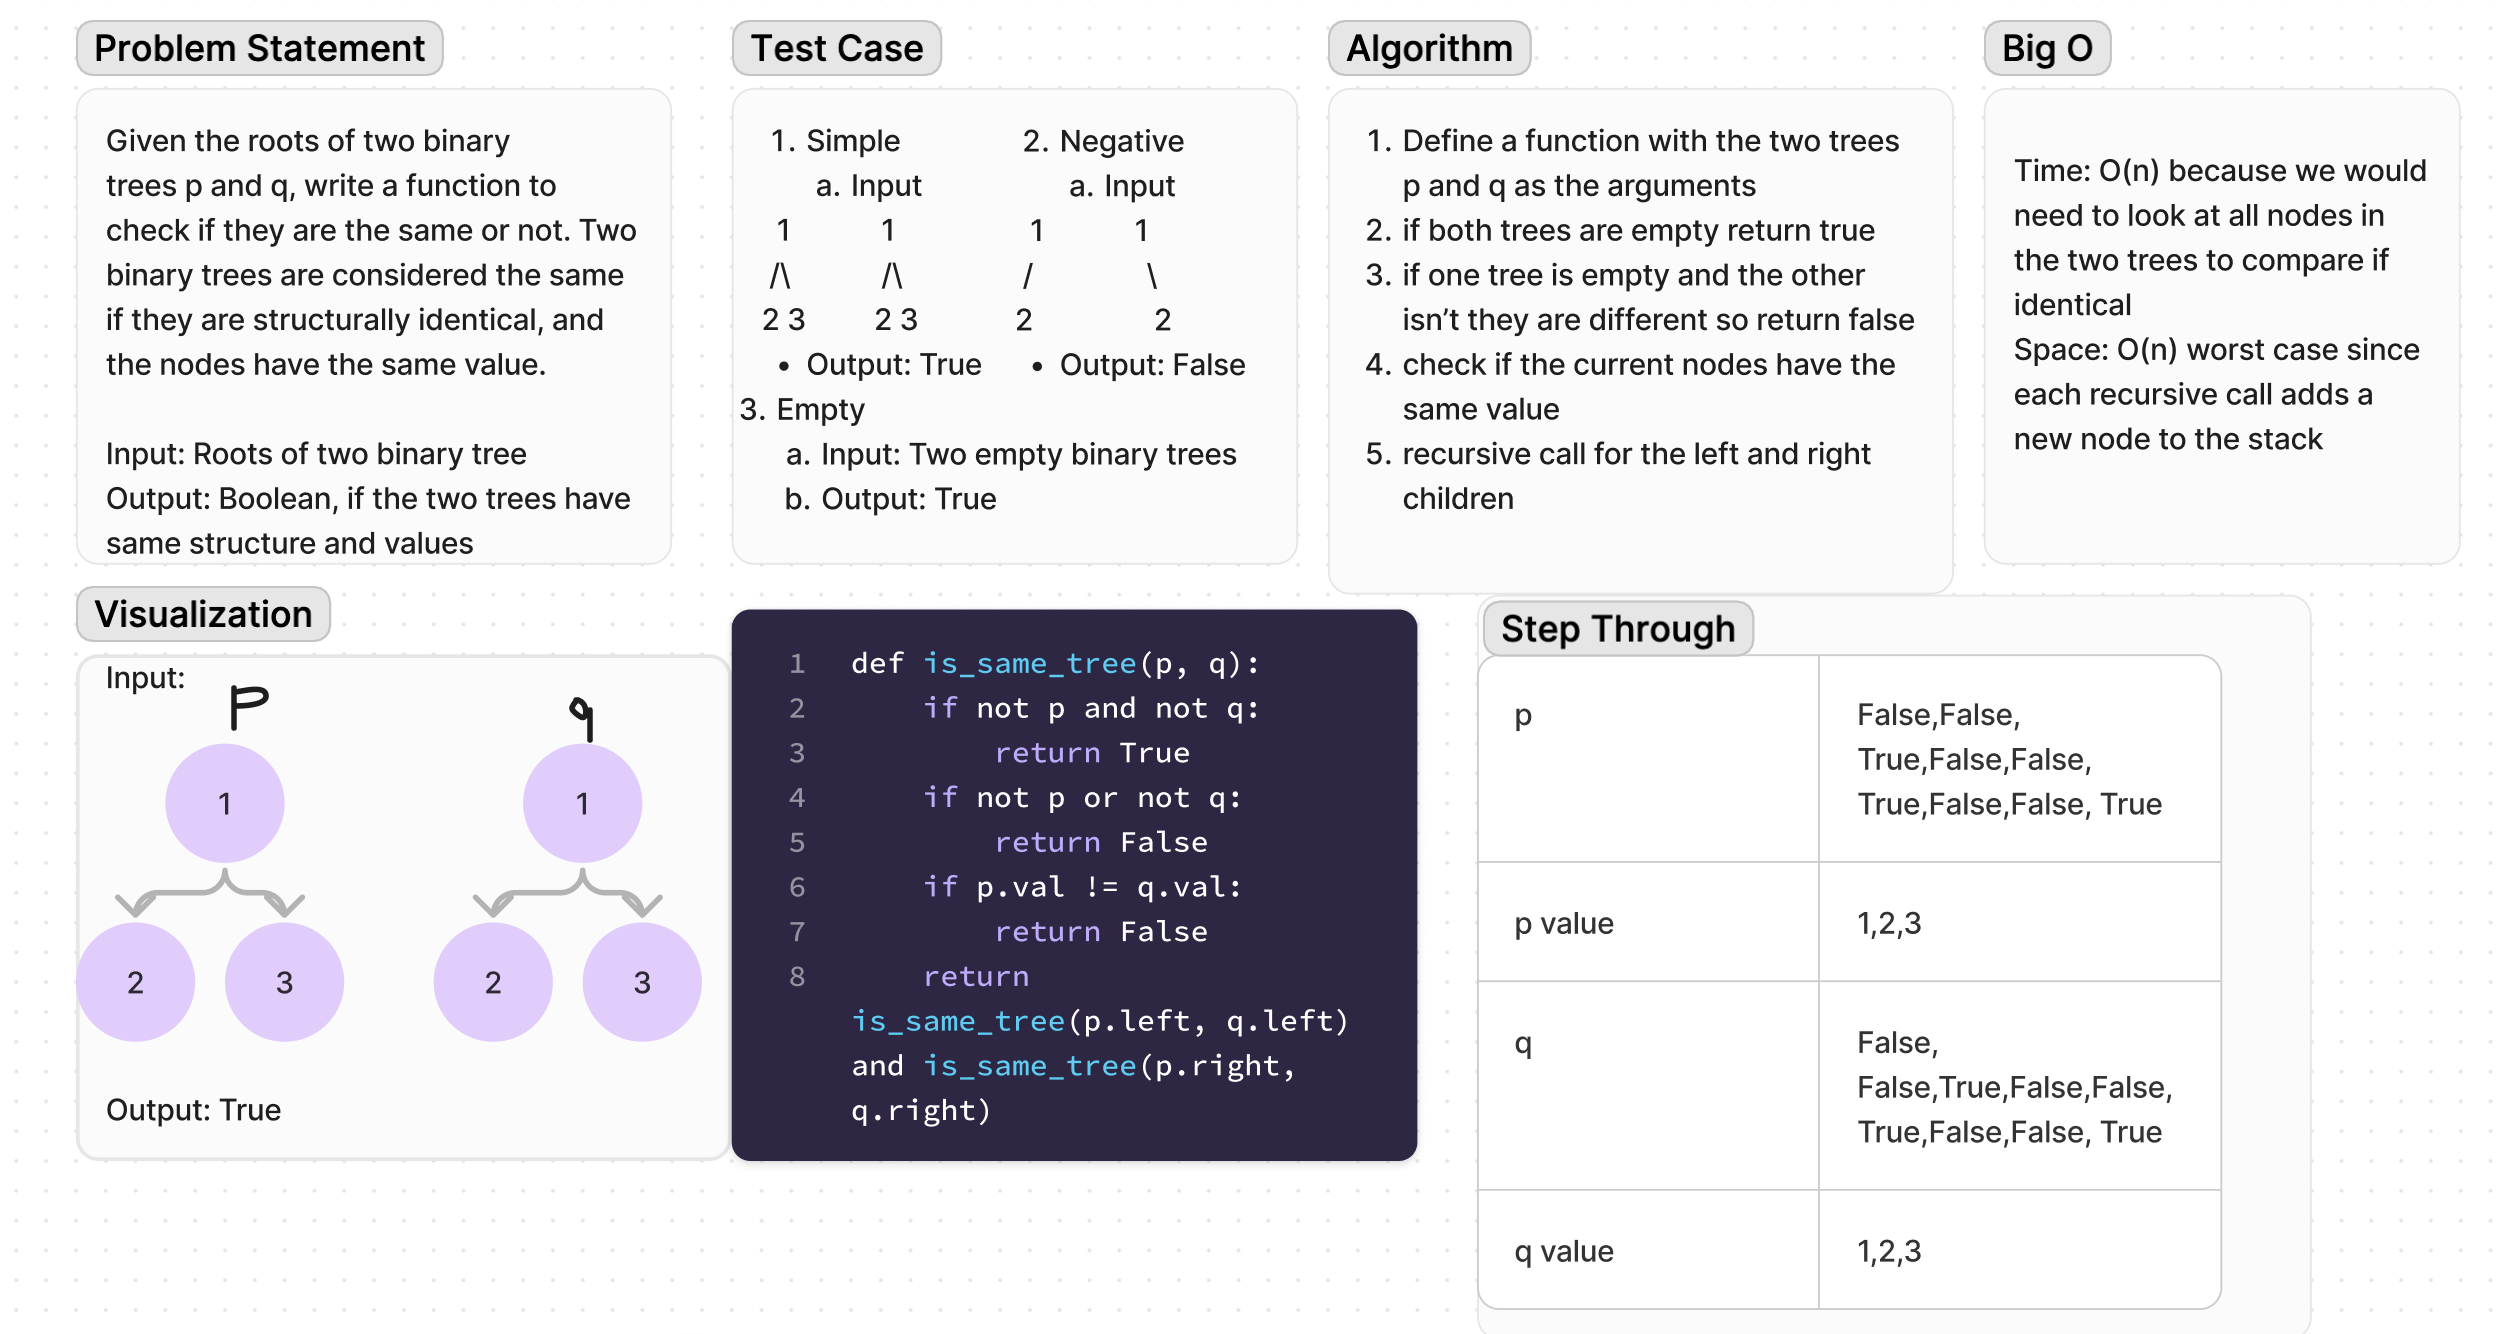 Problem Statement
Given the roots of two binary
trees p and q, write a function to
check if they are the same or not. Two
binary trees are considered the same
if they are structurally identical, and
the nodes have the same value.
Input: Roots of two binary tree
Output: Boolean, if the two trees have
same structure and values
Test Case
1. Simple
a. Input
1 1
/\ /\
2 3 2 3
• Output: True
2. Negative
a. Input
1 1
/ \
2 2
• Output: False
3. Empty
a. Input: Two empty binary trees
b. Output: True
Algorithm
1. Define a function with the two trees
p and q as the arguments
2. if both trees are empty return true
3. if one tree is empty and the other
isn’t they are different so return false
4. check if the current nodes have the
same value
5. recursive call for the left and right
children
Big O
Time: O(n) because we would
need to look at all nodes in
the two trees to compare if
identical
Space: O(n) worst case since
each recursive call adds a
new node to the stack
Visualization
Input:
P q
1 1
2 3 2 3
Output: True
1 def is_same_tree(p, q):
2 if not p and not q:
3 return True
4 if not p or not q:
5 return False
6 if p.val != q.val:
7 return False
8 return
is_same_tree(p.left, q.left)
and is_same_tree(p.right,
q.right)
Step Through
p
False,False,
True,False,False,
True,False,False, True
p value
1,2,3
q
False,
False,True,False,False,
True,False,False, True
q value
1,2,3